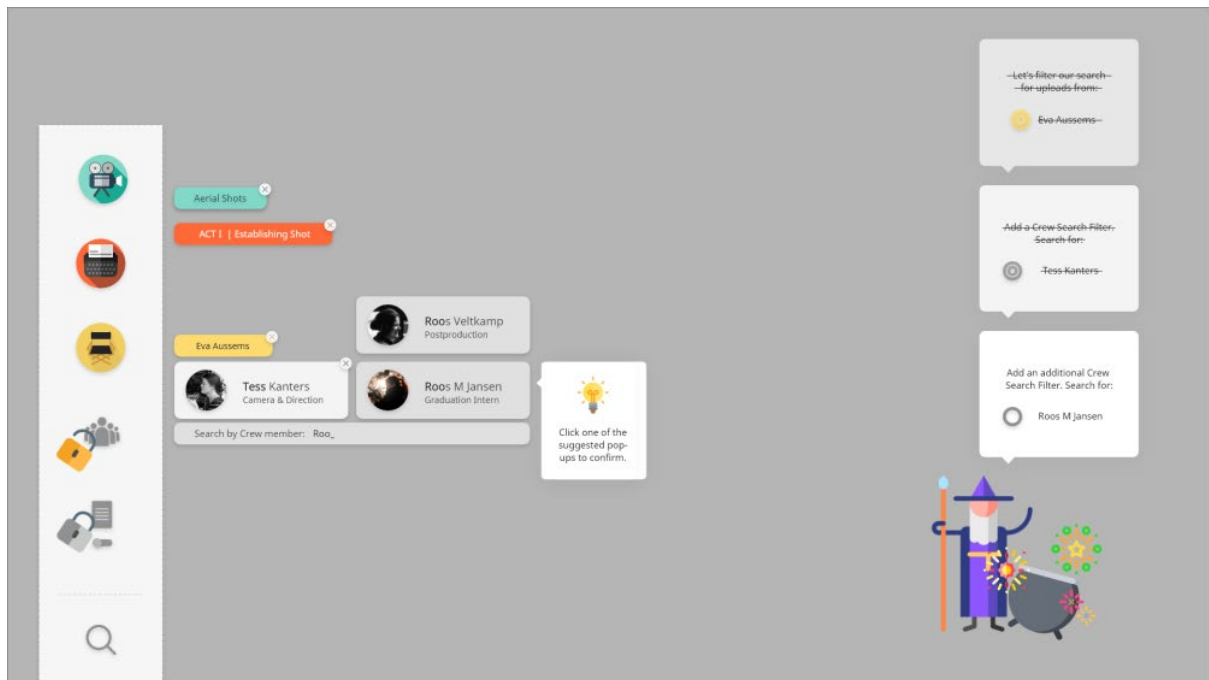 Aerial Shots
ACT I | Establishing Shot
Eva Aussems
Roos Veltkamp
Postproduction
Tess Kanters
Camera & Direction
Roos M Jansen
Graduation Intern
Search by Crew member: Roo_
Click one of the
suggested pop-
ups to confirm.
Let's filter our search
for uploads from:
Eva Aussems
Add a Crew Search Filter.
Search for:
Tess Kanters
Add an additional Crew
Search Filter. Search for:
Roos M Jansen